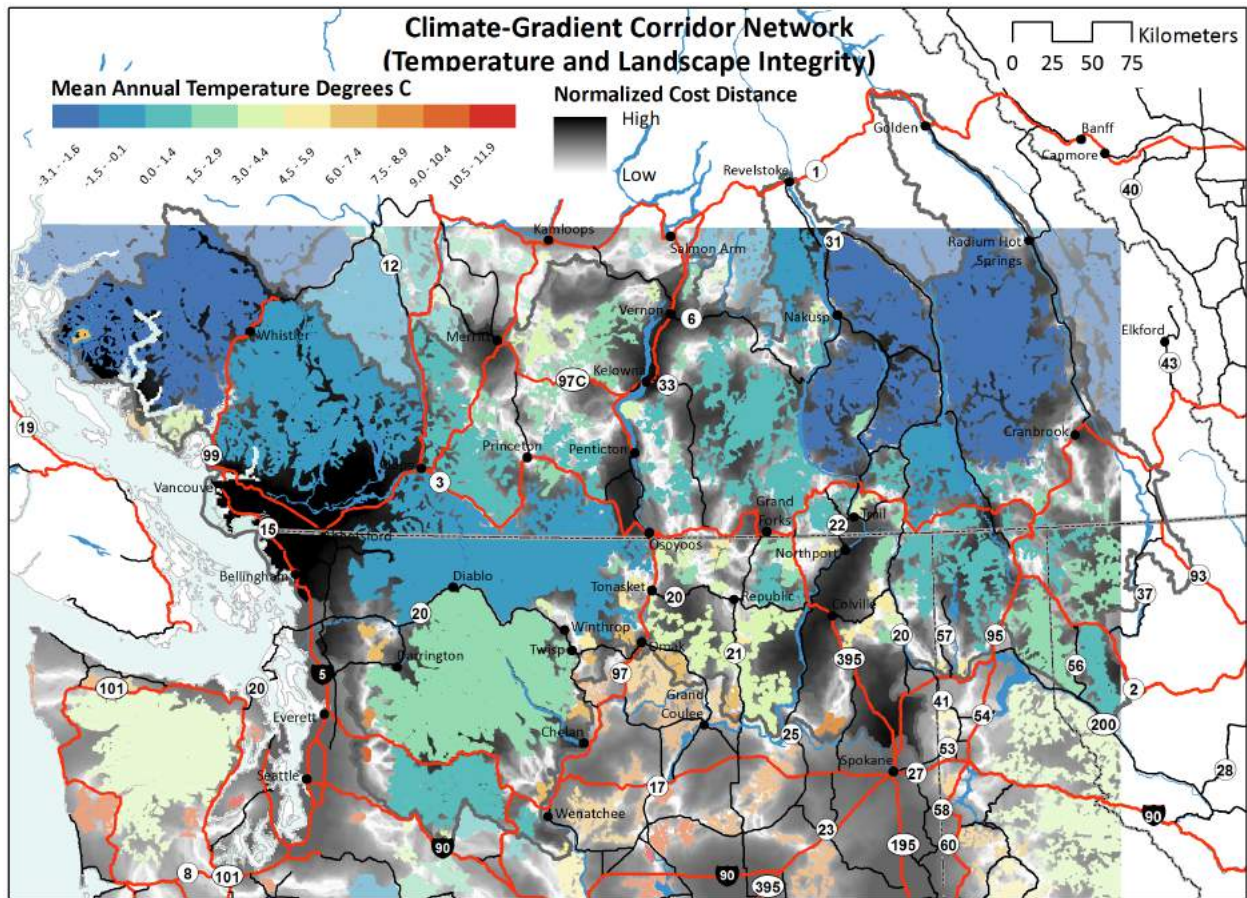 Climate-Gradient Corridor Network
(Temperature and Landscape Integrity)
Kilometers
0 25 50 75
Mean Annual Temperature Degrees C
-3.1 - -1.6
-1.5 - -0.1
0.0 - 1.4
1.5 - 2.9
3.0 - 4.4
4.5 - 5.9
6.0 - 7.4
7.5 - 8.9
9.0 - 10.4
10.5 - 11.9
Normalized Cost Distance
High
Low
Golden
Banff
Canmore
Revelstoke
1
40
Kamloops
Salmon Arm
31
Radium Hot
Springs
12
Whistler
Merritt
Vernon
6
Nakusp
Elkford
43
97C
Kelowna
33
19
99
Princeton
Penticton
Cranbrook
3
Vancouver
15
Grand
Forks
22
Trail
Osoyoos
Northport
Bellingham
Diablo
Tonasket
20
Republic
Colville
93
37
20
Winthrop
Twisp
Omak
20
57
95
Darrington
21
395
56
101
20
5
97
Grand
Coulee
41
54
2
Everett
Chelan
25
200
53
Seattle
Spokane
27
28
17
Wenatchee
58
90
90
23
195
60
8
101
90
395